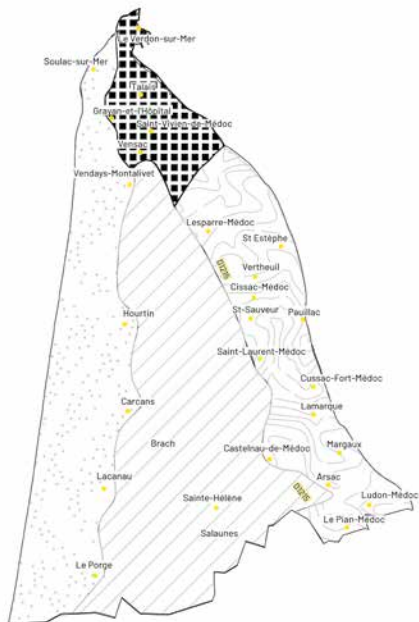 Le Verdon-sur-Mer
Soulac-sur-Mer
Talais
Grayan-et-l'Hôpital
Saint-Vivien-de-Médoc
Vensac
Vendays-Montalivet
Lesparre-Médoc
St Estèphe
D1215
Vertheuil
Cissac-Médoc
St-Sauveur
Pauillac
Hourtin
Saint-Laurent-Médoc
Cussac-Fort-Médoc
Carcans
Lamarque
Brach
Castelnau-de-Médoc
Margaux
Lacanau
Arsac
D1215
Sainte-Hélène
Ludon-Médoc
Le Pian-Médoc
Salaunes
Le Porge